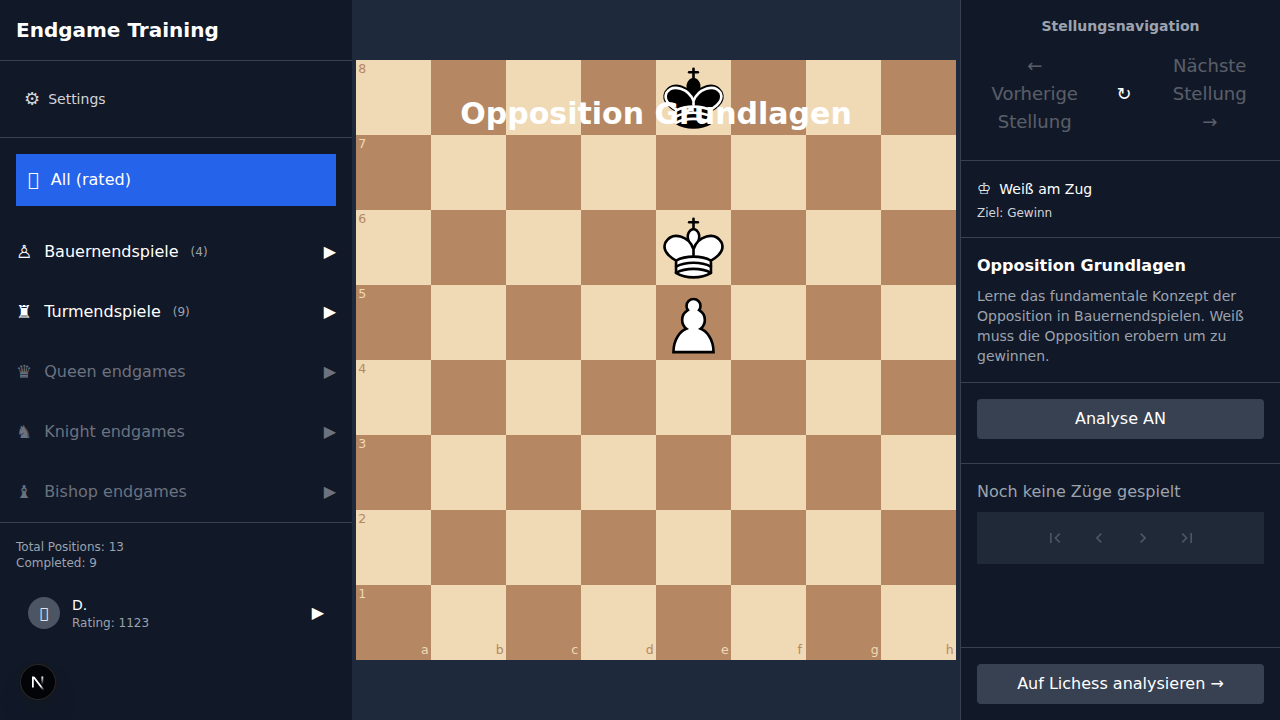 Endgame Training
⚙ Settings
All (rated)
♙ Bauernendspiele (4) ▶
♜ Turmendspiele (9) ▶
♛ Queen endgames ▶
♞ Knight endgames ▶
♝ Bishop endgames ▶
Total Positions: 13
Completed: 9
D.
Rating: 1123
▶
N
Opposition Grundlagen
8
7
6
5
4
3
2
1
a b c d e f g h
Stellungsnavigation
←
Vorherige
Stellung
↻
Nächste
Stellung
→
♔ Weiß am Zug
Ziel: Gewinn
Opposition Grundlagen
Lerne das fundamentale Konzept der
Opposition in Bauernendspielen. Weiß
muss die Opposition erobern um zu
gewinnen.
Analyse AN
Noch keine Züge gespielt
Auf Lichess analysieren →